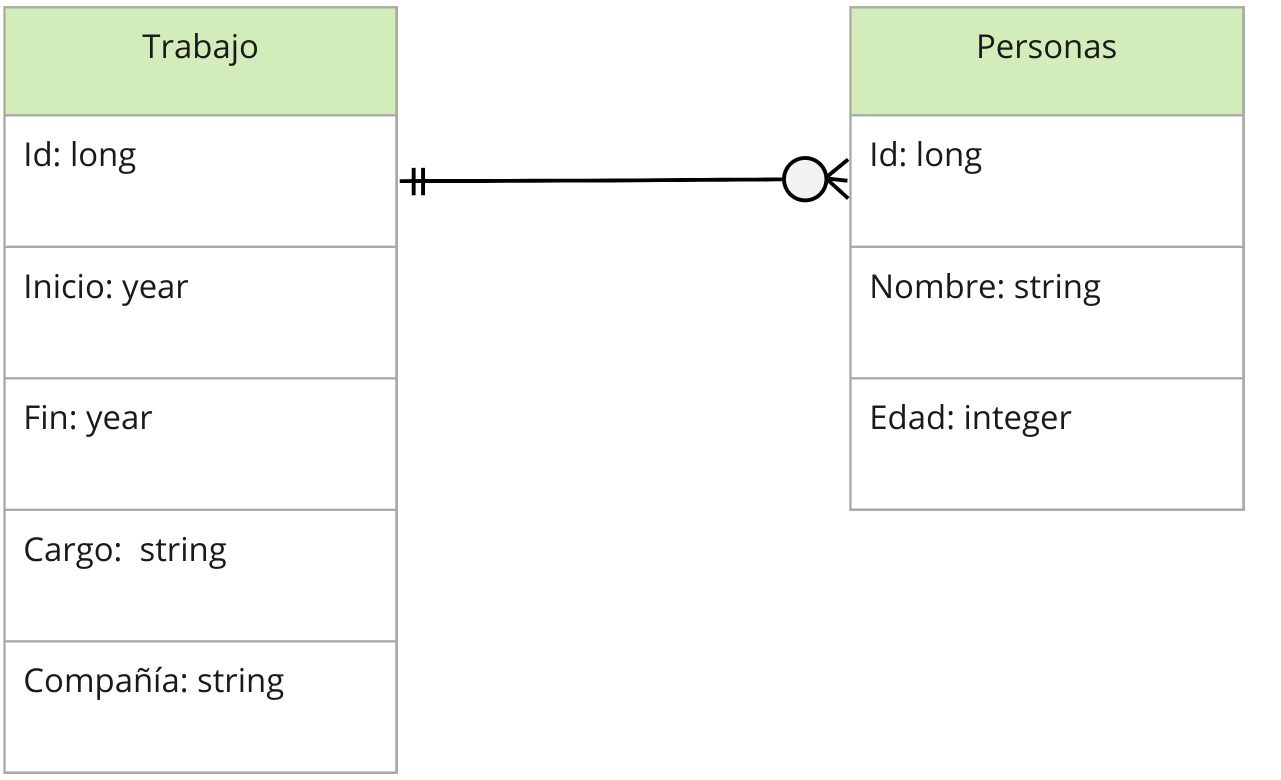 Trabajo
Id: long
Inicio: year
Fin: year
Cargo:  string
Compañía: string
Personas
Id: long
Nombre: string
Edad: integer